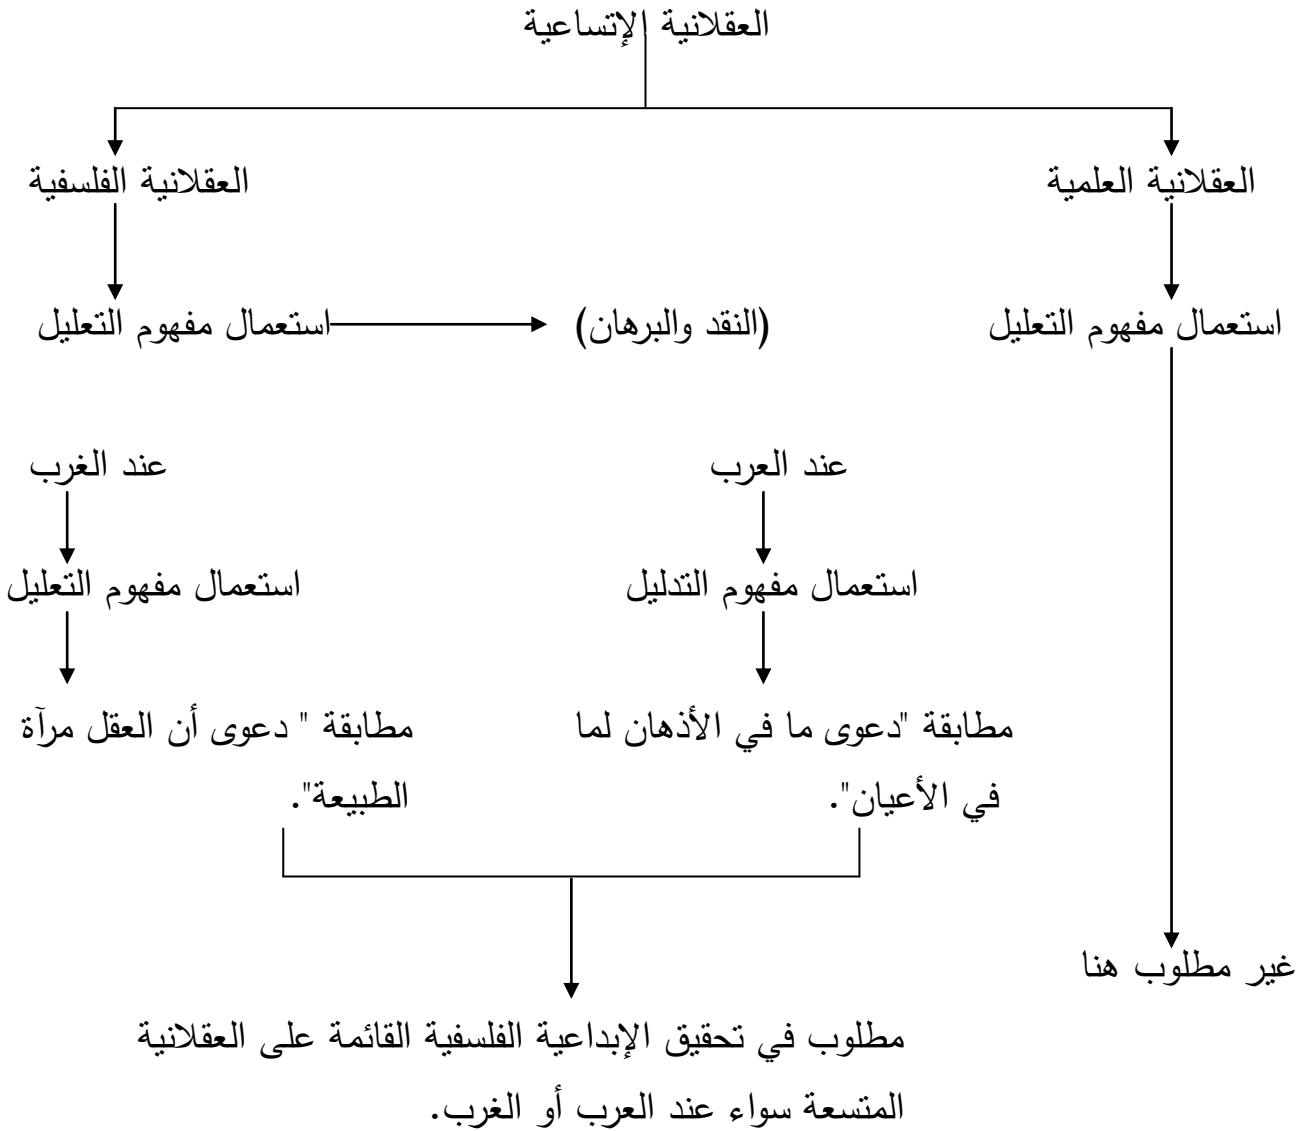 العقلانية الإتساعية
العقلانية العلمية
العقلانية الفلسفية
استعمال مفهوم التعليل
(النقد والبرهان)
استعمال مفهوم التعليل
عند العرب
عند الغرب
استعمال مفهوم التدليل
استعمال مفهوم التعليل
مطابقة "دعوى ما في الأذهان لما
في الأعيان".
مطابقة " دعوى أن العقل مرآة
الطبيعة".
غير مطلوب هنا
مطلوب في تحقيق الإبداعية الفلسفية القائمة على العقلانية
المتسعة سواء عند العرب أو الغرب.